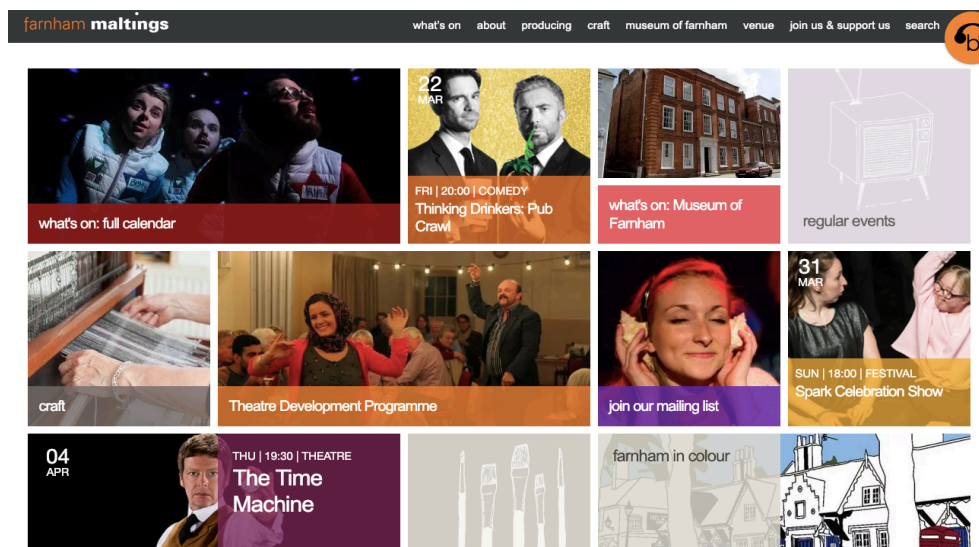 farnham maltings
what's on about producing craft museum of farnham venue join us & support us search
b
what's on: full calendar
22
MAR
FRI | 20:00 | COMEDY
Thinking Drinkers: Pub
Crawl
what's on: Museum of
Farnham
regular events
craft
Theatre Development Programme
join our mailing list
31
MAR
SUN | 18:00 | FESTIVAL
Spark Celebration Show
04
APR
THU | 19:30 | THEATRE
The Time
Machine
farnham in colour